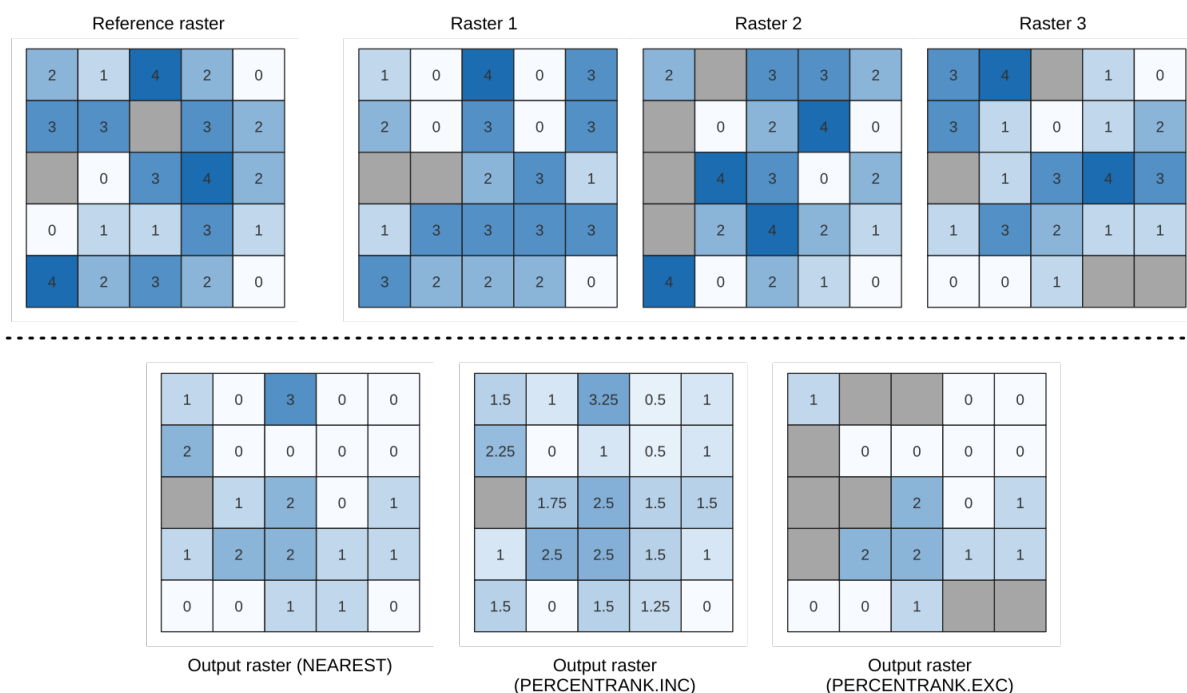 Reference raster Raster 1 Raster 2 Raster 3
2 1 4 2 0 1 0 4 0 3 2 3 3 2 3 4 1 0
3 3 3 2 2 0 3 0 3 0 2 4 0 3 1 0 1 2
0 3 4 2 2 3 1 4 3 0 2 1 3 4 3
0 1 1 3 1 1 3 3 3 3 2 4 2 1 1 3 2 1 1
4 2 3 2 0 3 2 2 2 0 4 0 2 1 0 0 0 1
1 0 3 0 0 1.5 1 3.25 0.5 1 1 0 0
2 0 0 0 0 2.25 0 1 0.5 1 0 0 0 0
1 2 0 1 1.75 2.5 1.5 1.5 2 0 1
1 2 2 1 1 1 2.5 2.5 1.5 1 2 2 1 1
0 0 1 1 0 1.5 0 1.5 1.25 0 0 0 1
Output raster (NEAREST) Output raster Output raster
(PERCENTRANK.INC) (PERCENTRANK.EXC)